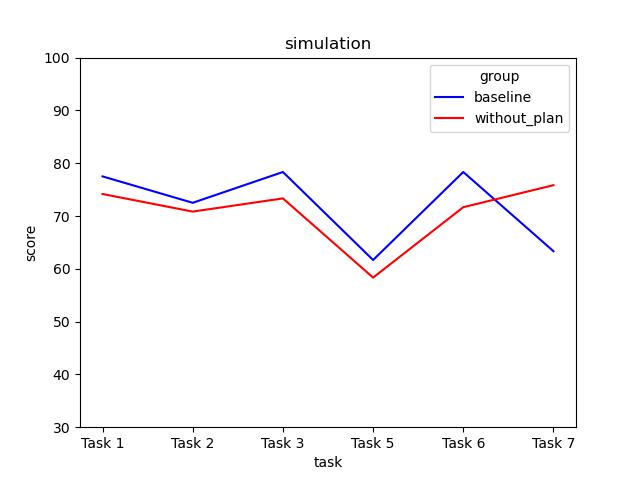 simulation
group
baseline
without_plan
100
90
80
70
60
50
40
30
score
Task 1 Task 2 Task 3 Task 5 Task 6 Task 7
task